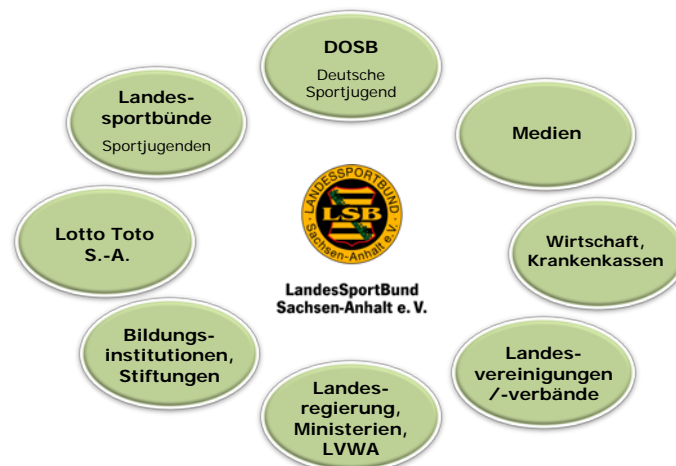 DOSB
Deutsche
Sportjugend
Landes-
sportbünde
Sportjugenden
Medien
LANDESSPORTBUND
LSB
Sachsen-Anhalt e.V.
Lotto Toto
S.-A.
Wirtschaft,
Krankenkassen
LandesSportBund
Sachsen-Anhalt e. V.
Bildungs-
institutionen,
Stiftungen
Landes-
vereinigungen
/-verbände
Landes-
regierung,
Ministerien,
LVWA